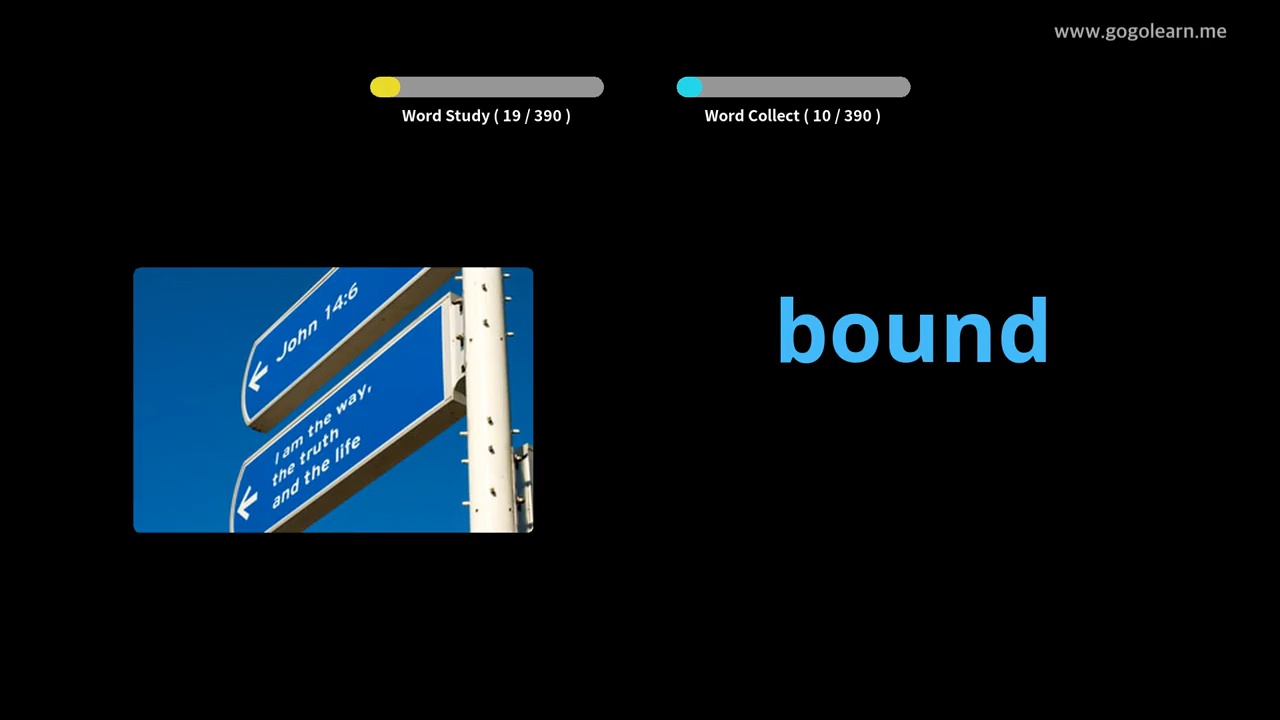 www.gogolearn.me
Word Study ( 19 / 390 )
Word Collect ( 10 / 390 )
John 14:6
I am the way,
the truth
and the life
bound